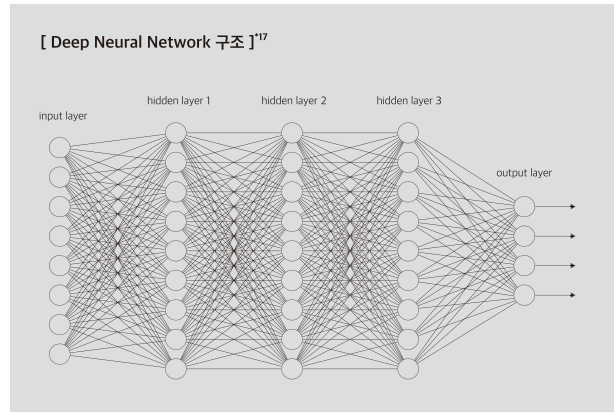 [ Deep Neural Network 구조 ]*17
hidden layer 1 hidden layer 2 hidden layer 3
input layer
output layer